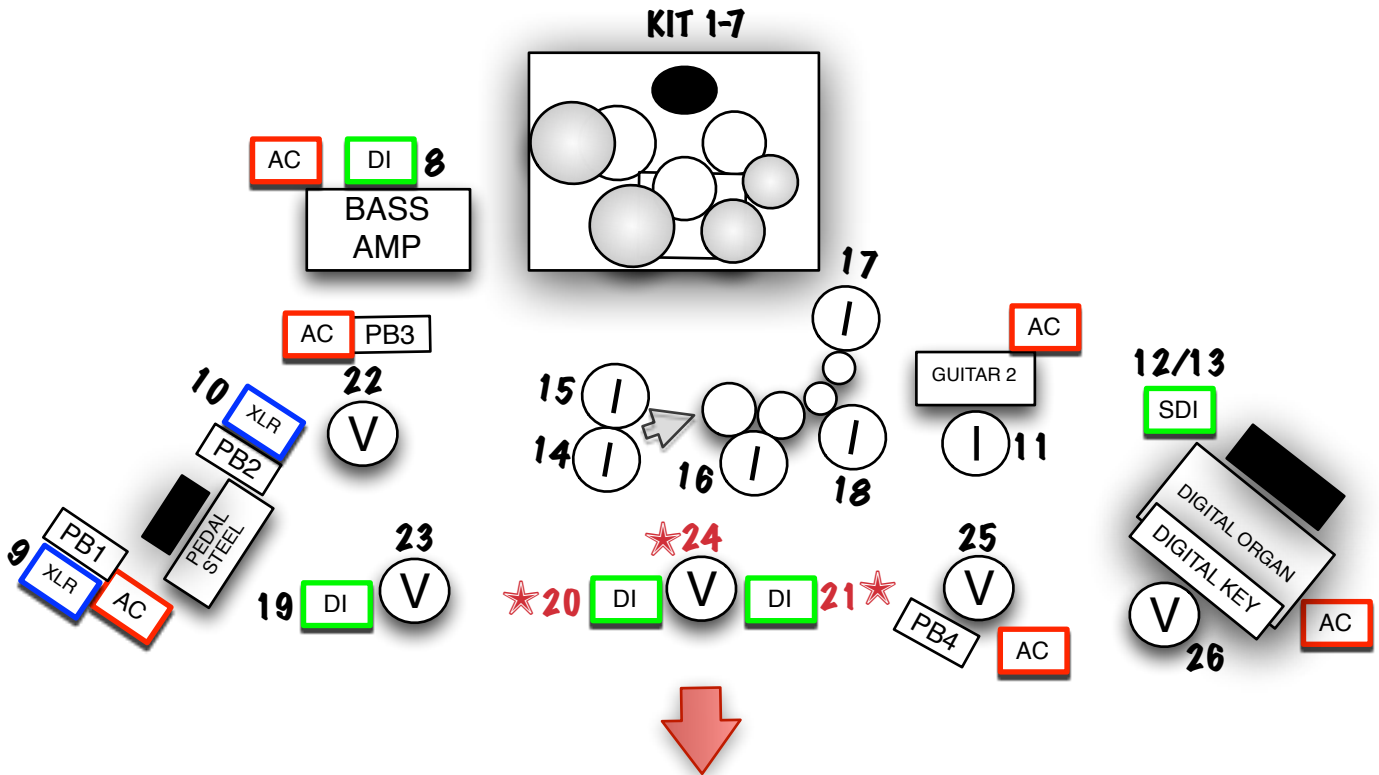 KIT 1-7
AC
DI
8
BASS
AMP
17
AC
PB3
AC
GUITAR 2
12/13
SDI
10
XLR
22
V
PB2
15
I
14
I
I
16
I
I
18
I
11
DIGITAL ORGAN
DIGITAL KEY
PB1
9
XLR
AC
PEDAL
STEEL
23
V
19
DI
24
20
DI
V
DI
21
25
V
PB4
AC
V
26
AC